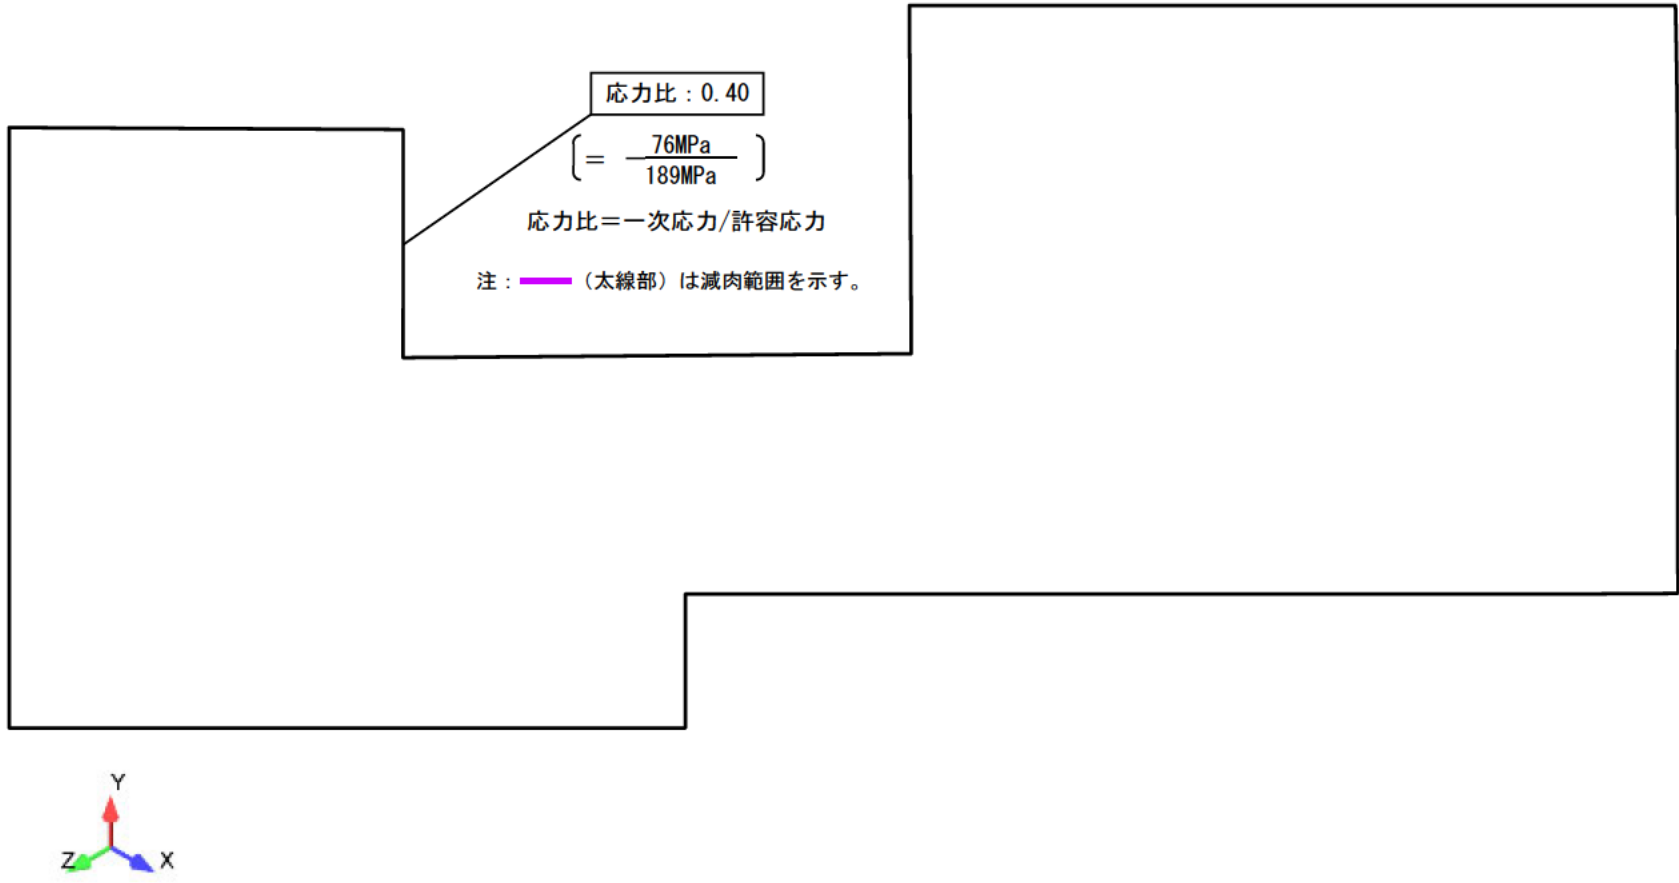 応力比：0.40
〔＝ 76MPa
189MPa〕
応力比＝一次応力/許容応力
注：（太線部）は減肉範囲を示す。
Y
Z X